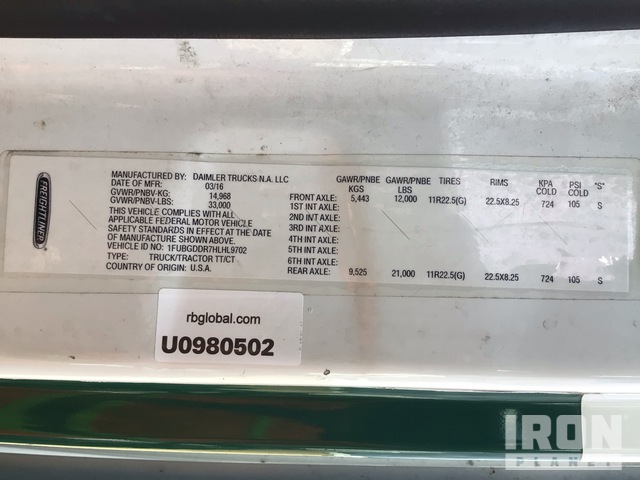 FREIGHTLINER
MANUFACTURED BY: DAIMLER TRUCKS N.A. LLC
DATE OF MFR: 03/16
GVWR/PNBV-KG: 14,968
GVWR/PNBV-LBS: 33,000
THIS VEHICLE COMPLIES WITH ALL
APPLICABLE FEDERAL MOTOR VEHICLE
SAFETY STANDARDS IN EFFECT AT THE DATE
OF MANUFACTURE SHOWN ABOVE.
VEHICLE ID NO.: 1FUBGDDR7HLHL9702
TYPE: TRUCK/TRACTOR TT/CT
COUNTRY OF ORIGIN: U.S.A.
GAWR/PNBE KGS GAWR/PNBE LBS TIRES RIMS KPA COLD PSI COLD "S"
FRONT AXLE: 5,443 12,000 11R22.5(G) 22.5X8.25 724 105 S
1ST INT AXLE:
2ND INT AXLE:
3RD INT AXLE:
4TH INT AXLE:
5TH INT AXLE:
6TH INT AXLE:
REAR AXLE: 9,525 21,000 11R22.5(G) 22.5X8.25 724 105 S
rbglobal.com
U0980502
IRON
PLANET